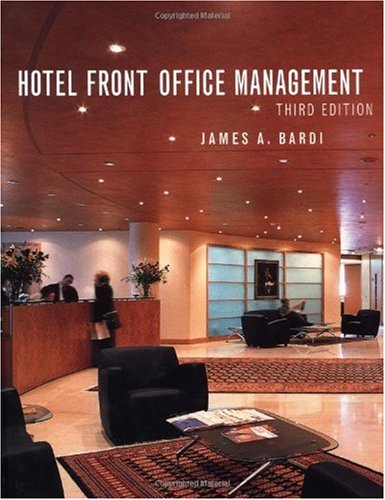 Copyrighted Material
HOTEL FRONT OFFICE MANAGEMENT
THIRD EDITION
JAMES A. BARDI
Copyrighted Material